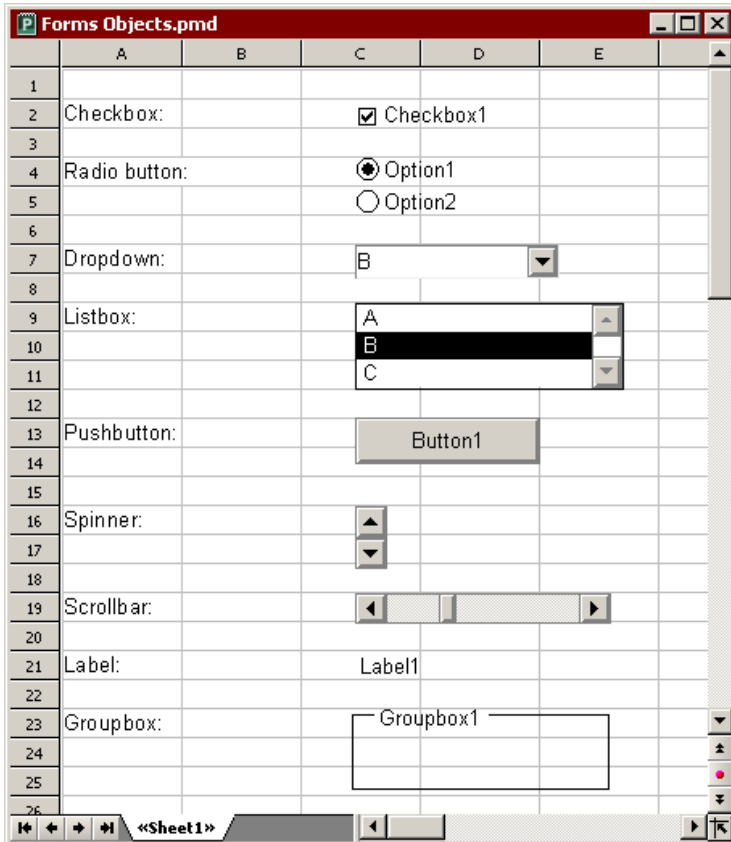 Forms Objects.pmd
A B C D E
1
2 Checkbox: Checkbox1
3
4 Radio button: Option1
5 Option2
6
7 Dropdown: B
8
9 Listbox: A
10 B
11 C
12
13 Pushbutton: Button1
14
15
16 Spinner:
17
18
19 Scrollbar:
20
21 Label: Label1
22
23 Groupbox: Groupbox1
24
25
26
«Sheet1»